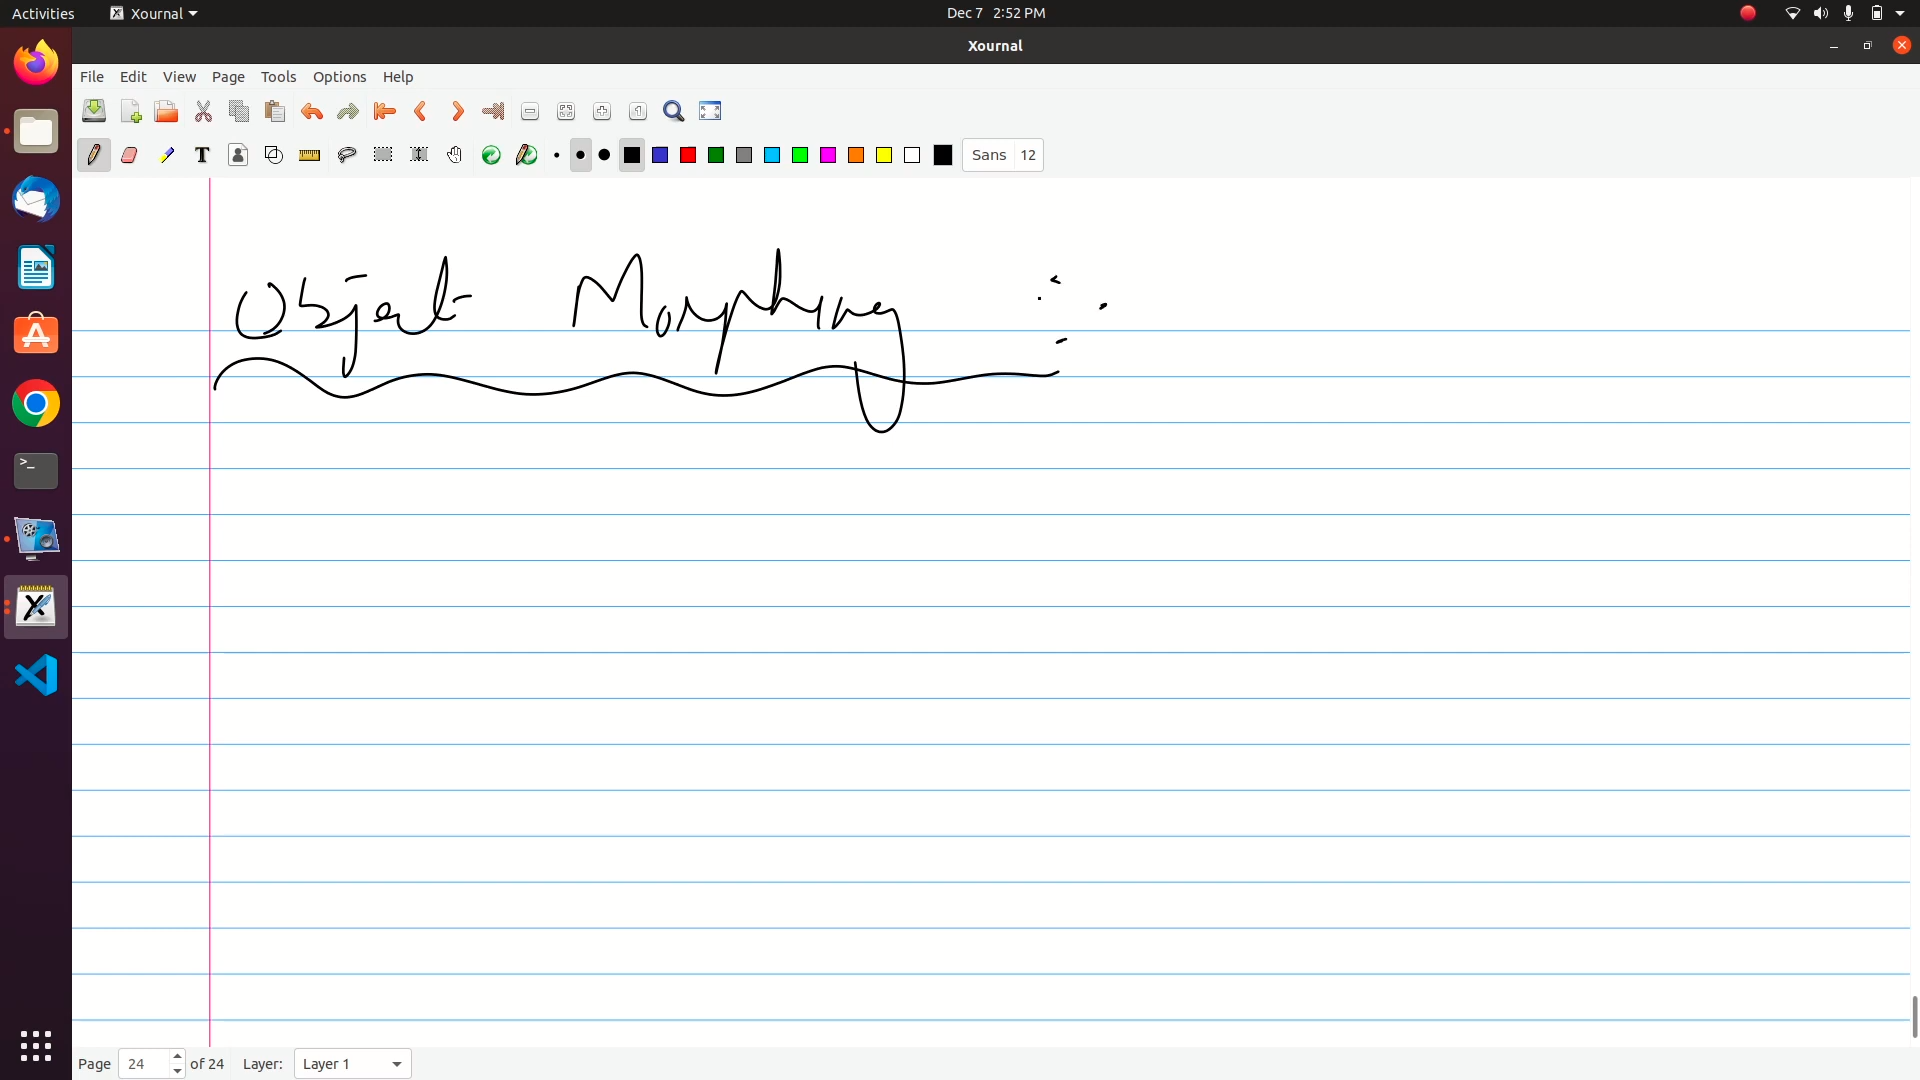 Activities Xournal Dec 7 2:52 PM
Xournal
File Edit View Page Tools Options Help
T Sans 12
Object Morphing :
Page 24 of 24 Layer: Layer 1